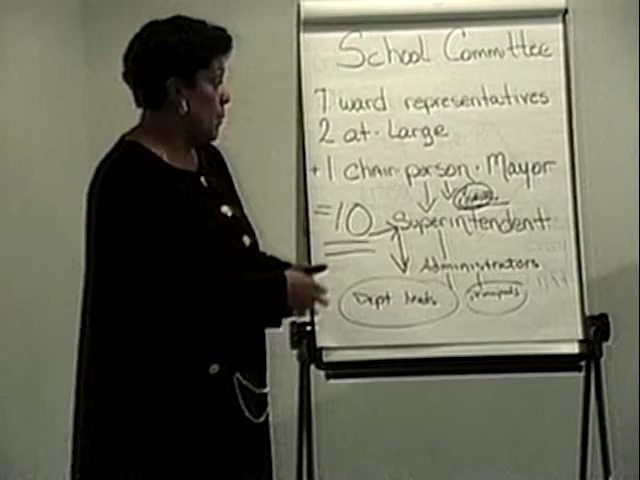 School Committee
7 ward representatives
2 at-Large
+1 chair-person - Mayor
=10 Superintendent
Administrators
Dept heads principals